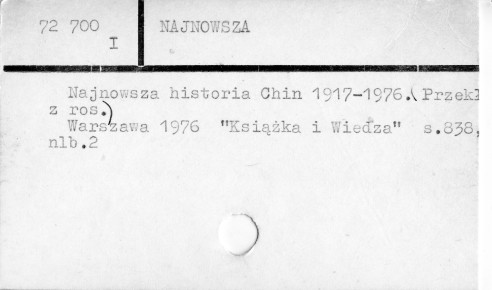 72 700
I
NAJNOWSZA
Najnowsza historia Chin 1917-1976.(Przekł
z ros.)
Warszawa 1976 "Książka i Wiedza" s.838,
nlb.2